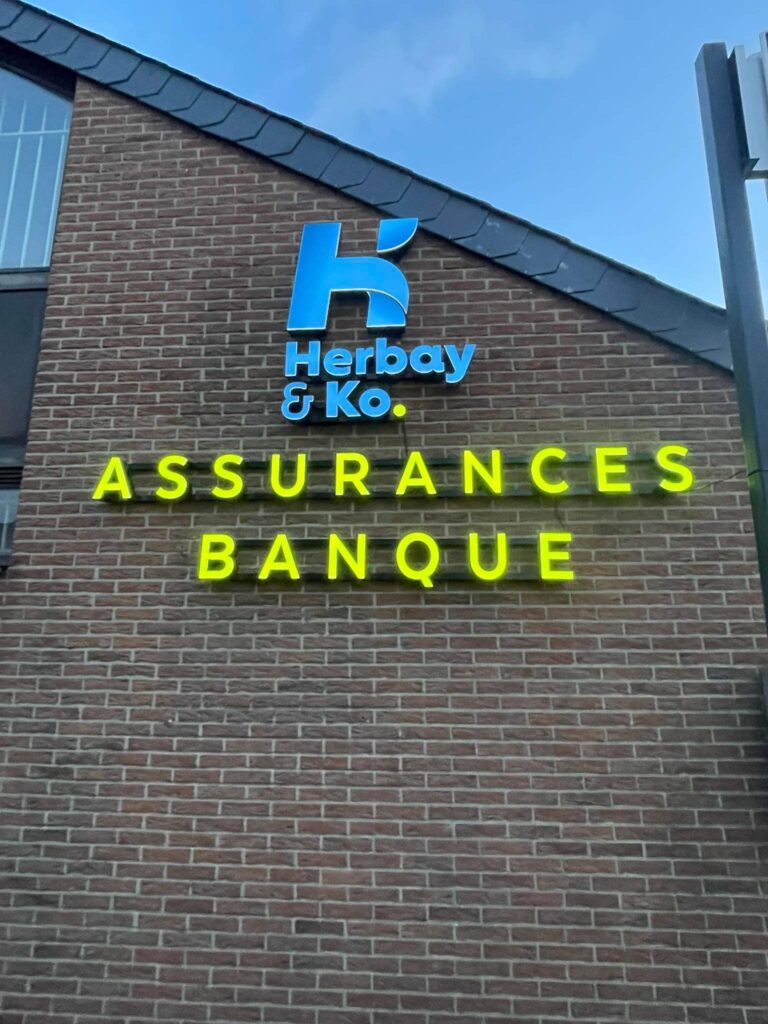 Herbay
& Ko.
ASSURANCES
BANQUE